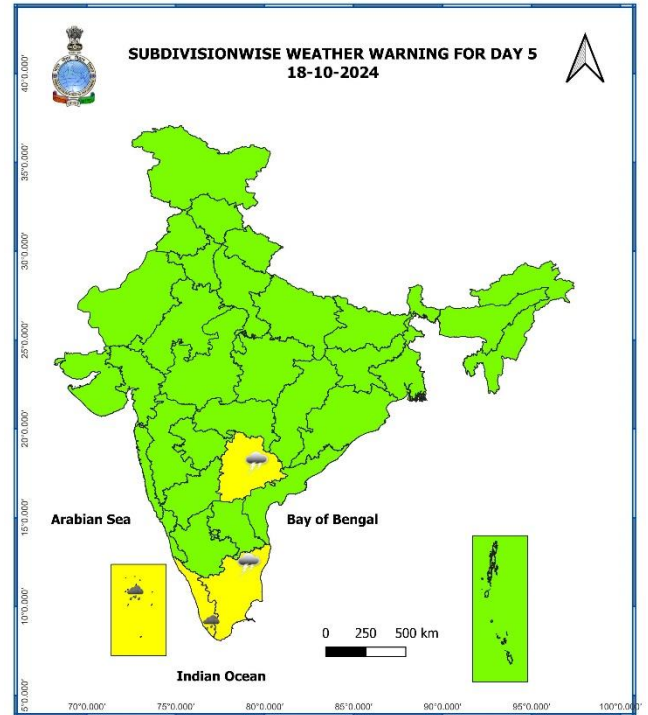 SUBDIVISIONWISE WEATHER WARNING FOR DAY 5
18-10-2024
40°0.000'
35°0.000'
30°0.000'
25°0.000'
20°0.000'
15°0.000'
10°0.000'
5°0.000'
Arabian Sea
Bay of Bengal
0 250 500 km
Indian Ocean
70°0.000' 75°0.000' 80°0.000' 85°0.000' 90°0.000' 95°0.000' 100°0.000'